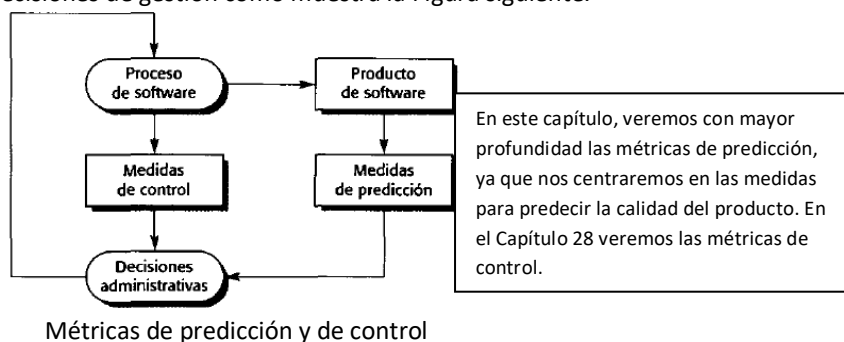 decisiones de gestión como muestra la Figura siguiente.
Proceso
de software
Producto
de software
Medidas
de control
Medidas
de predicción
Decisiones
administrativas
En este capítulo, veremos con mayor
profundidad las métricas de predicción,
ya que nos centraremos en las medidas
para predecir la calidad del producto. En
el Capítulo 28 veremos las métricas de
control.
Métricas de predicción y de control